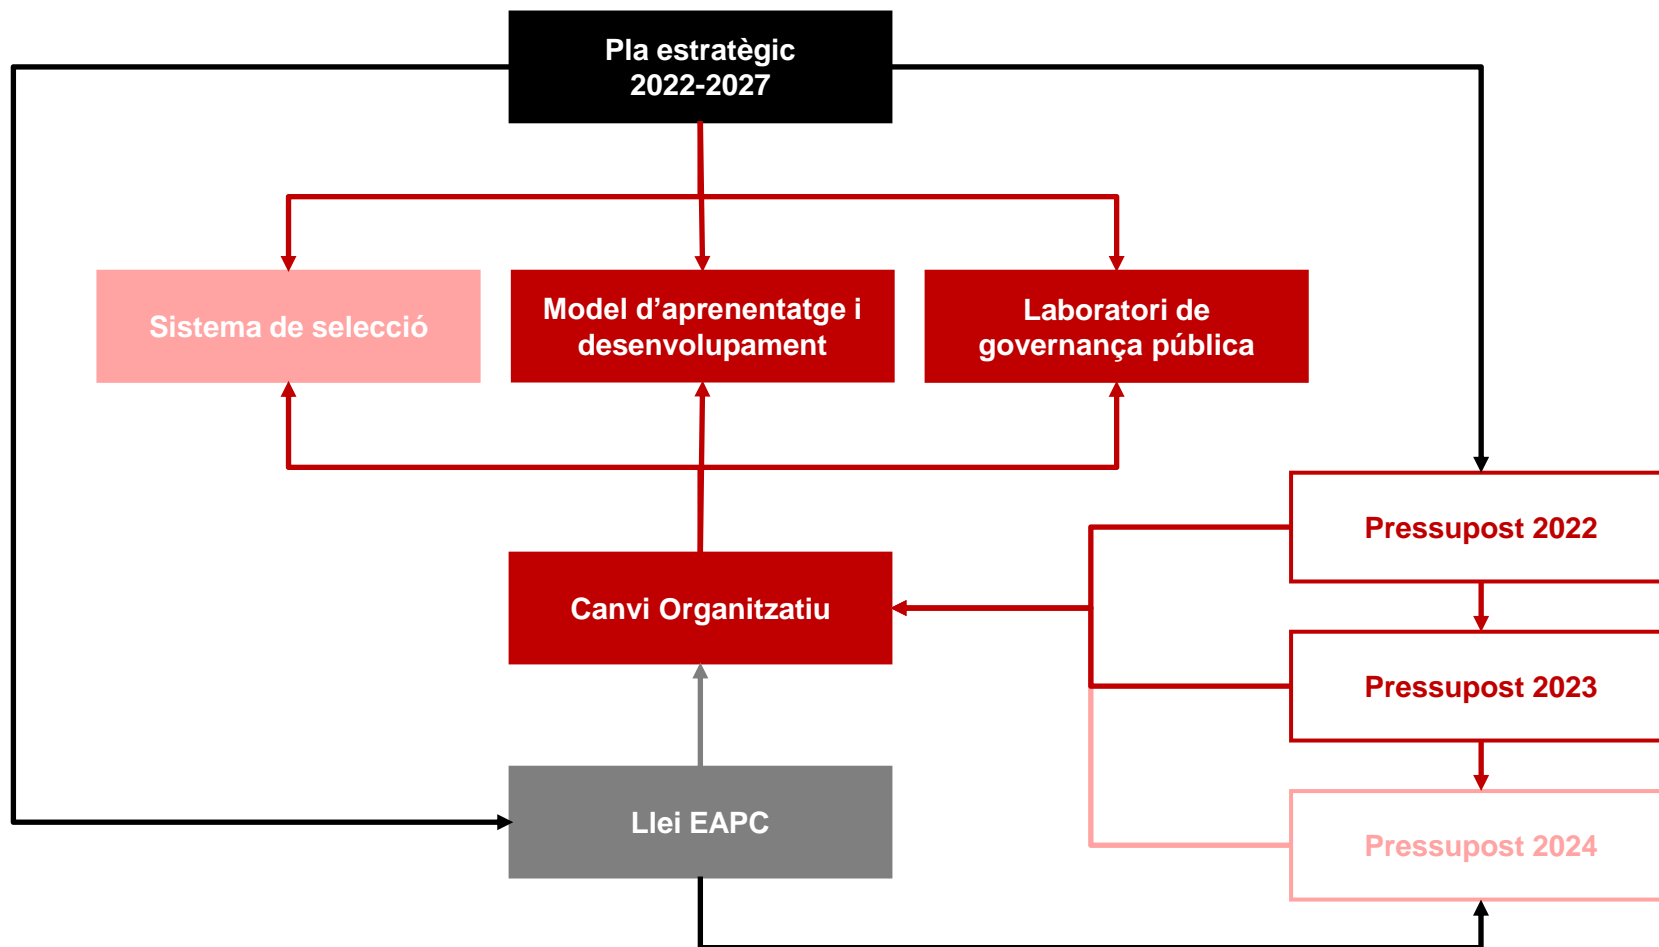 Pla estratègic
2022-2027
Sistema de selecció
Model d’aprenentatge i
desenvolupament
Laboratori de
governança pública
Pressupost 2022
Canvi Organitzatiu
Pressupost 2023
Llei EAPC
Pressupost 2024